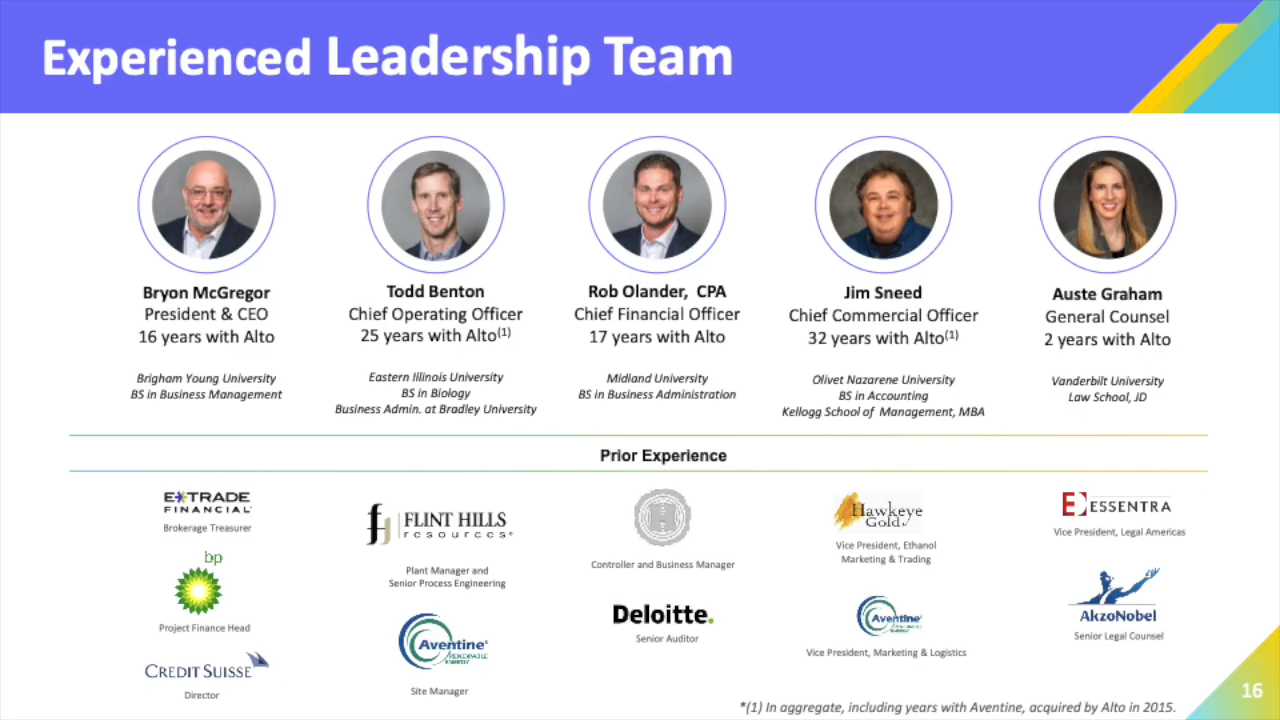 Experienced Leadership Team
Bryon McGregor
President & CEO
16 years with Alto
Brigham Young University
BS in Business Management
Todd Benton
Chief Operating Officer
25 years with Alto(1)
Eastern Illinois University
BS in Biology
Business Admin. at Bradley University
Rob Olander, CPA
Chief Financial Officer
17 years with Alto
Midland University
BS in Business Administration
Jim Sneed
Chief Commercial Officer
32 years with Alto(1)
Olivet Nazarene University
BS in Accounting
Kellogg School of Management, MBA
Auste Graham
General Counsel
2 years with Alto
Vanderbilt University
Law School, JD
Prior Experience
E*TRADE
FINANCIAL
Brokerage Treasurer
bp
Project Finance Head
CREDIT SUISSE
Director
FLINT HILLS
resources®
Plant Manager and
Senior Process Engineering
Aventine
RENEWABLE
ENERGY
Site Manager
Controller and Business Manager
Deloitte.
Senior Auditor
Hawkeye
Gold
Vice President, Ethanol
Marketing & Trading
Aventine
RENEWABLE
ENERGY
Vice President, Marketing & Logistics
ESSENTRA
Vice President, Legal Americas
AkzoNobel
Senior Legal Counsel
*(1) In aggregate, including years with Aventine, acquired by Alto in 2015.
16